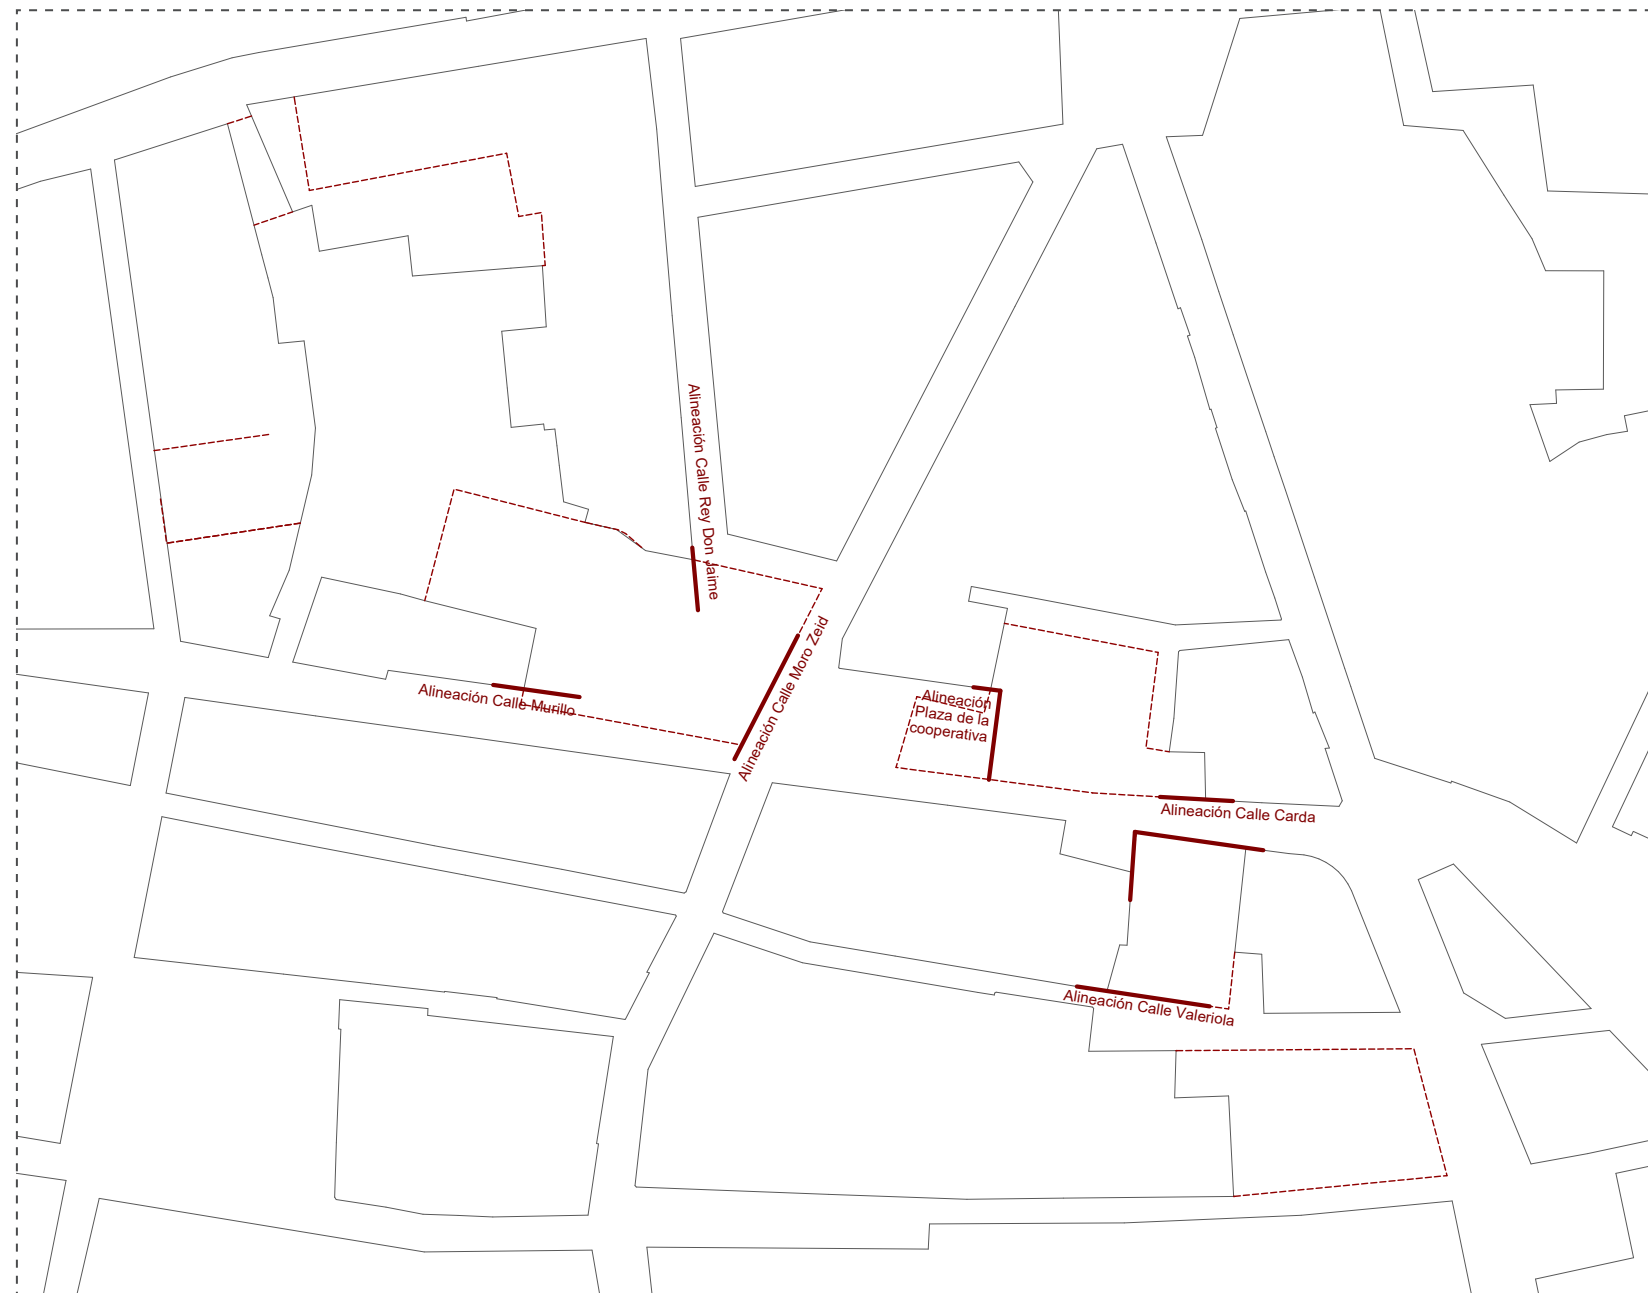 Alineación Calle Rey Don Jaime
Alineación Calle Moro Zeid
Alineación Calle Murillo
Alineación
Plaza de la
cooperativa
Alineación Calle Carda
Alineación Calle Valeriola